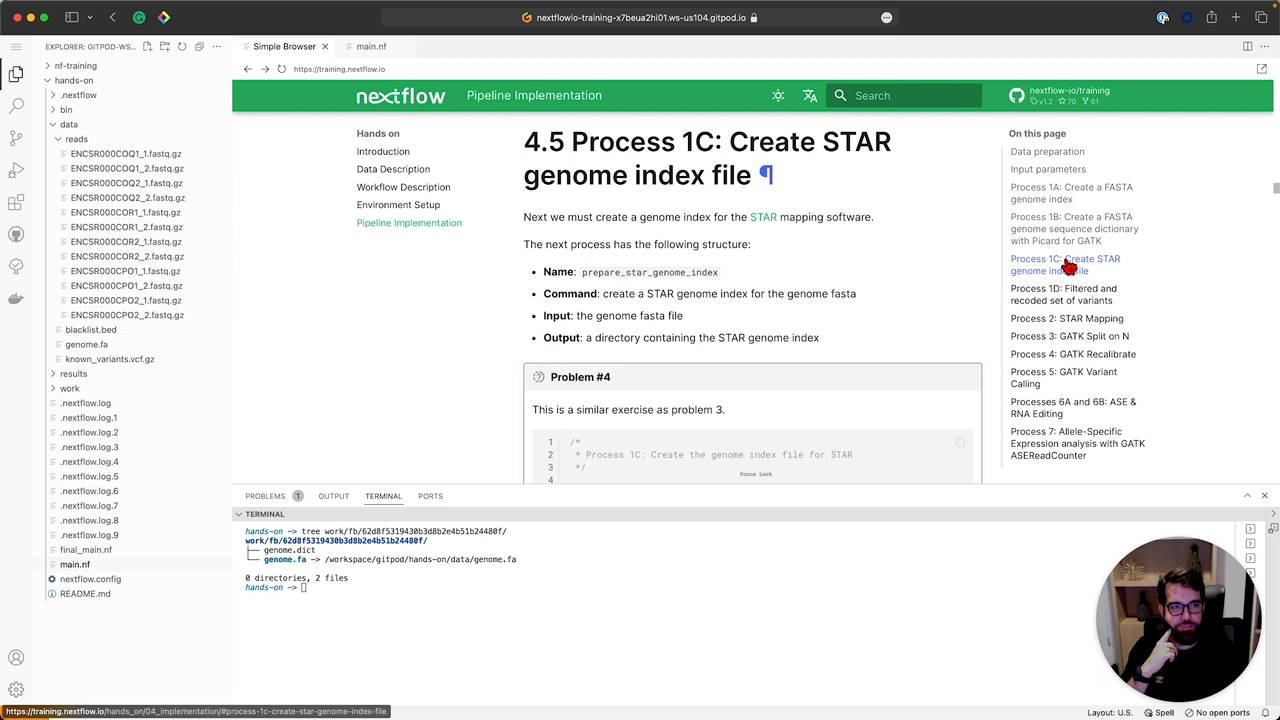 nextflowio-training-x7beua2hi01.ws-us104.gitpod.io
EXPLORER: GITPOD-WS...
nf-training
hands-on
.nextflow
bin
data
reads
ENCSR000COQ1_1.fastq.gz
ENCSR000COQ1_2.fastq.gz
ENCSR000COQ2_1.fastq.gz
ENCSR000COQ2_2.fastq.gz
ENCSR000COR1_1.fastq.gz
ENCSR000COR1_2.fastq.gz
ENCSR000COR2_1.fastq.gz
ENCSR000COR2_2.fastq.gz
ENCSR000CPO1_1.fastq.gz
ENCSR000CPO1_2.fastq.gz
ENCSR000CPO2_1.fastq.gz
ENCSR000CPO2_2.fastq.gz
blacklist.bed
genome.fa
known_variants.vcf.gz
results
work
.nextflow.log
.nextflow.log.1
.nextflow.log.2
.nextflow.log.3
.nextflow.log.4
.nextflow.log.5
.nextflow.log.6
.nextflow.log.7
.nextflow.log.8
.nextflow.log.9
final_main.nf
main.nf
nextflow.config
README.md
Simple Browser
main.nf
https://training.nextflow.io
nextflow
Pipeline Implementation
Search
nextflow-io/training
v1.2 70 61
Hands on
Introduction
Data Description
Workflow Description
Environment Setup
Pipeline Implementation
4.5 Process 1C: Create STAR
genome index file ¶
Next we must create a genome index for the STAR mapping software.
The next process has the following structure:
• Name: prepare_star_genome_index
• Command: create a STAR genome index for the genome fasta
• Input: the genome fasta file
• Output: a directory containing the STAR genome index
Problem #4
This is a similar exercise as problem 3.
1 /*
2 * Process 1C: Create the genome index file for STAR
3 */
4
Focus Lock
On this page
Data preparation
Input parameters
Process 1A: Create a FASTA
genome index
Process 1B: Create a FASTA
genome sequence dictionary
with Picard for GATK
Process 1C: Create STAR
genome index file
Process 1D: Filtered and
recoded set of variants
Process 2: STAR Mapping
Process 3: GATK Split on N
Process 4: GATK Recalibrate
Process 5: GATK Variant
Calling
Processes 6A and 6B: ASE &
RNA Editing
Process 7: Allele-Specific
Expression analysis with GATK
ASEReadCounter
PROBLEMS 1 OUTPUT TERMINAL PORTS
TERMINAL
hands-on -> tree work/fb/62d8f5319430b3d8b2e4b51b24480f/
work/fb/62d8f5319430b3d8b2e4b51b24480f/
├── genome.dict
└── genome.fa -> /workspace/gitpod/hands-on/data/genome.fa
0 directories, 2 files
hands-on ->
https://training.nextflow.io/hands_on/04_implementation/#process-1c-create-star-genome-index-file
Layout: U.S. Spell No open ports